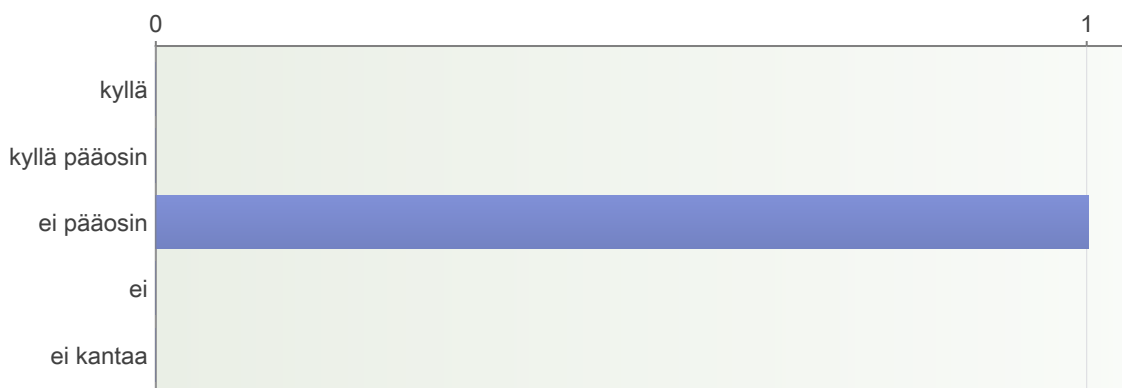 0 1
kyllä
kyllä pääosin
ei pääosin
ei
ei kantaa